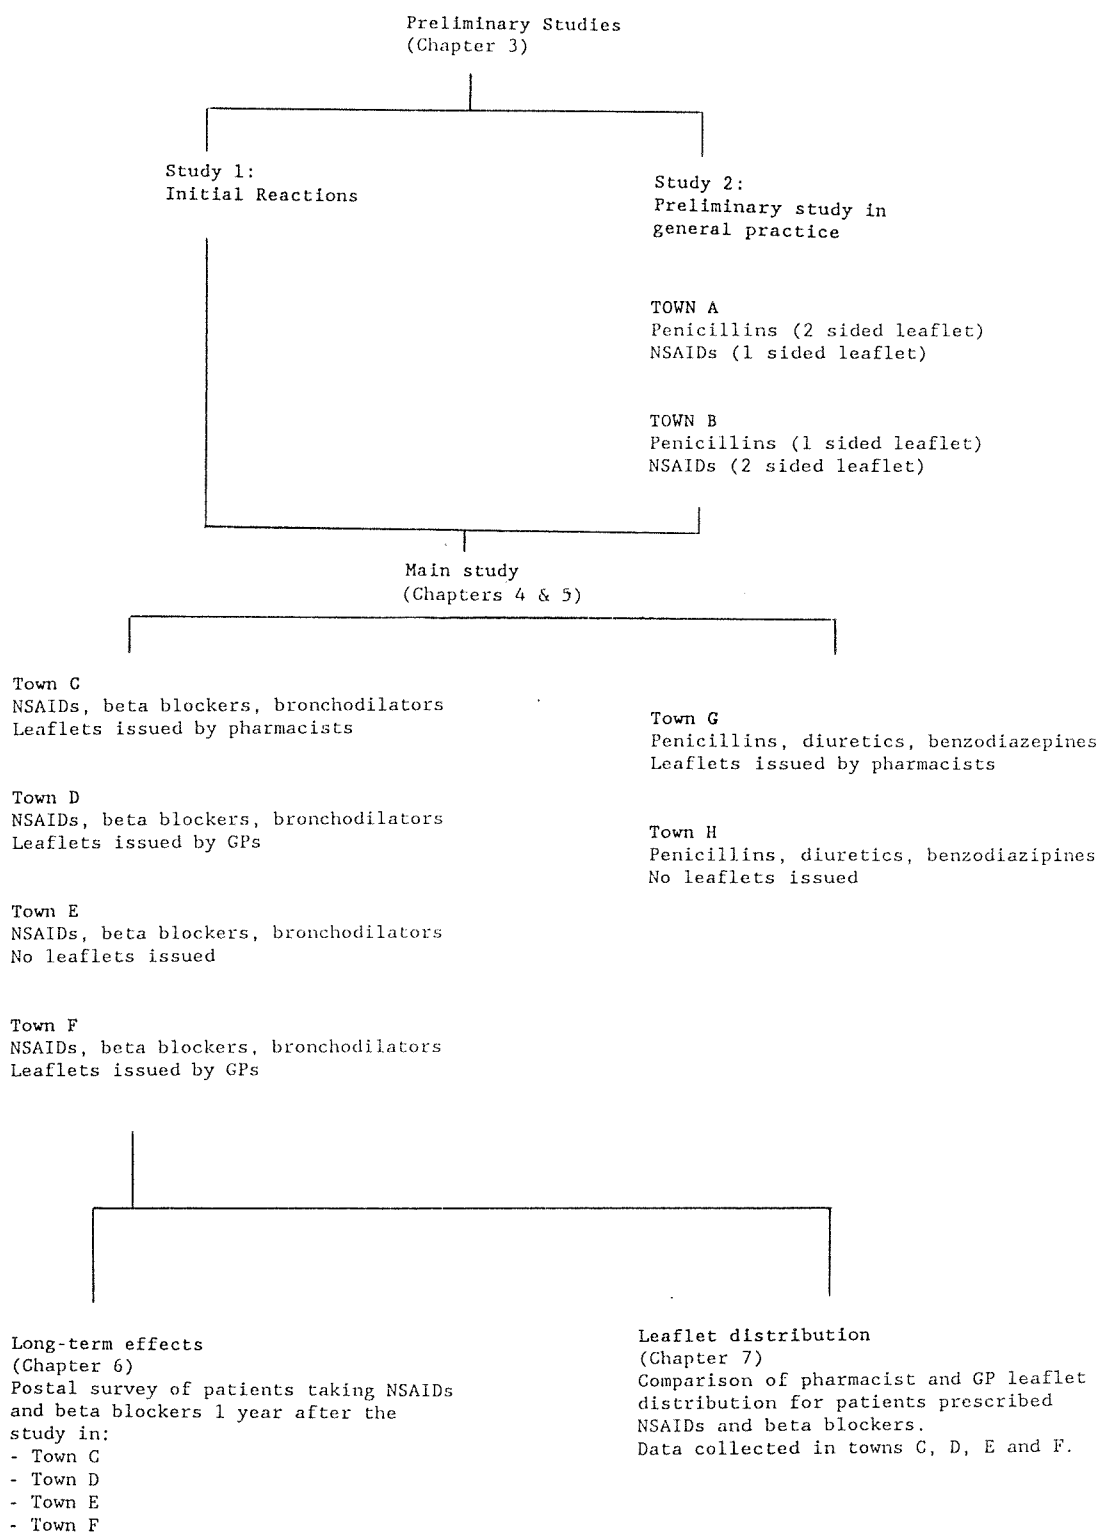 Preliminary Studies
(Chapter 3)
Study 1:
Initial Reactions
Study 2:
Preliminary study in
general practice
TOWN A
Penicillins (2 sided leaflet)
NSAIDs (1 sided leaflet)
TOWN B
Penicillins (1 sided leaflet)
NSAIDs (2 sided leaflet)
Main study
(Chapters 4 & 5)
Town C
NSAIDs, beta blockers, bronchodilators
Leaflets issued by pharmacists
Town D
NSAIDs, beta blockers, bronchodilators
Leaflets issued by GPs
Town E
NSAIDs, beta blockers, bronchodilators
No leaflets issued
Town F
NSAIDs, beta blockers, bronchodilators
Leaflets issued by GPs
Town G
Penicillins, diuretics, benzodiazepines
Leaflets issued by pharmacists
Town H
Penicillins, diuretics, benzodiazipines
No leaflets issued
Long-term effects
(Chapter 6)
Postal survey of patients taking NSAIDs
and beta blockers 1 year after the
study in:
- Town C
- Town D
- Town E
- Town F
Leaflet distribution
(Chapter 7)
Comparison of pharmacist and GP leaflet
distribution for patients prescribed
NSAIDs and beta blockers.
Data collected in towns C, D, E and F.